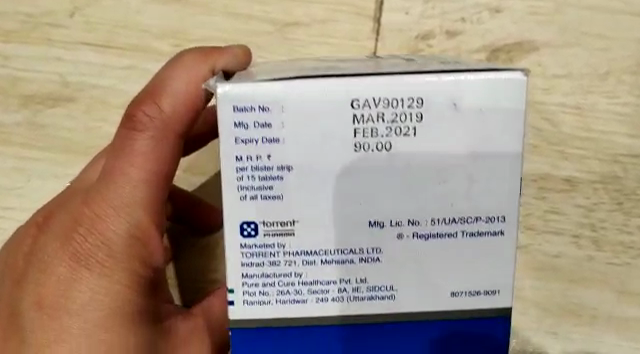 Batch No. : GAV90129
Mfg. Date : MAR.2019
Expiry Date : FEB.2021
M.R.P. ₹ 90.00
per blister strip
of 15 tablets
(Inclusive
of all taxes)
torrent
PHARMA
Mfg. Lic. No. : 51/UA/SC/P-2013
® - Registered Trademark
Marketed by :
TORRENT PHARMACEUTICALS LTD.
Indrad-382 721, Dist. Mehsana, INDIA.
Manufactured by :
Pure and Cure Healthcare Pvt. Ltd.
Plot No.: 26A-30, Sector - 8A, IIE, SIDCUL,
Ranipur, Haridwar - 249 403 (Uttarakhand)
8071526-9091